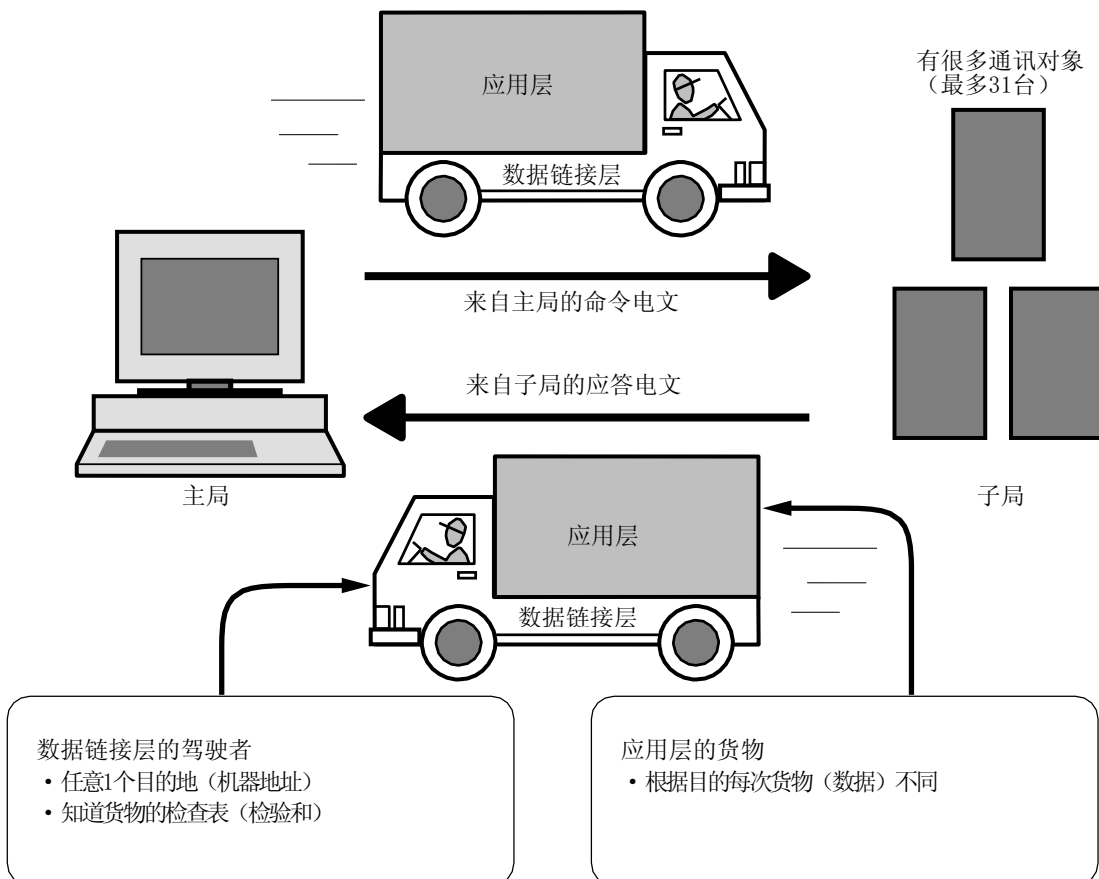 应用层
数据链接层
有很多通讯对象
（最多31台）
来自主局的命令电文
来自子局的应答电文
主局
子局
应用层
数据链接层
数据链接层的驾驶者
• 任意1个目的地（机器地址）
• 知道货物的检查表（检验和）
应用层的货物
• 根据目的每次货物（数据）不同